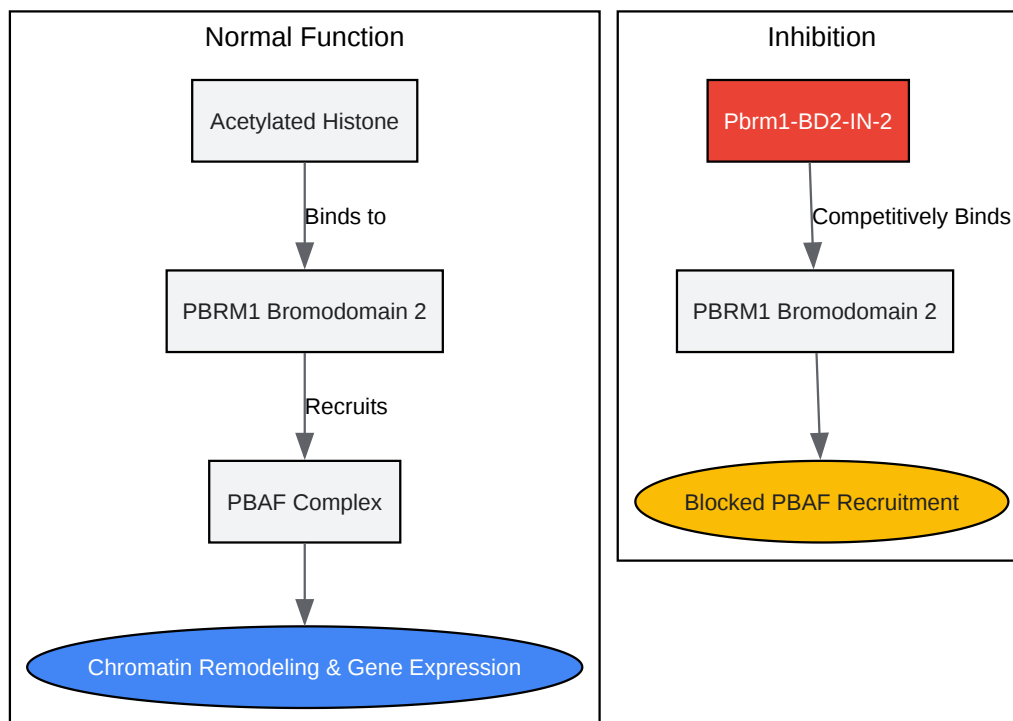 Normal Function
Acetylated Histone
Binds to
PBRM1 Bromodomain 2
Recruits
PBAF Complex
Chromatin Remodeling & Gene Expression
Inhibition
Pbrm1-BD2-IN-2
Competitively Binds
PBRM1 Bromodomain 2
Blocked PBAF Recruitment